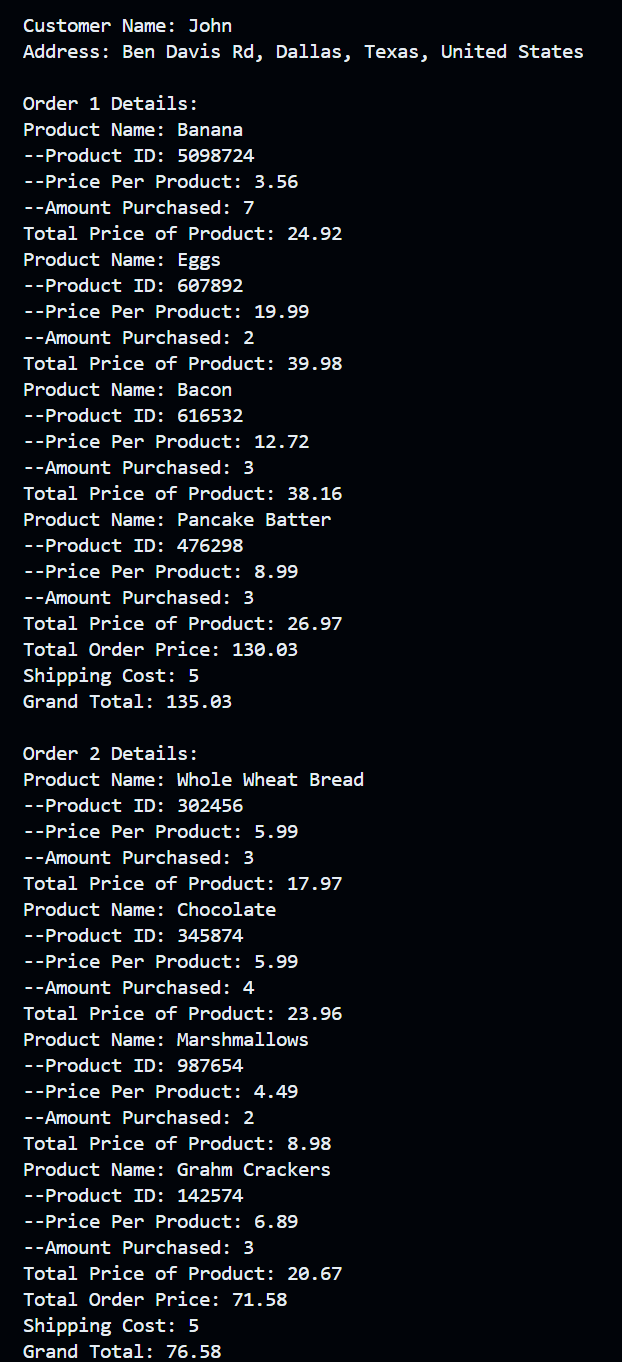 Customer Name: John
Address: Ben Davis Rd, Dallas, Texas, United States

Order 1 Details:
Product Name: Banana
--Product ID: 5098724
--Price Per Product: 3.56
--Amount Purchased: 7
Total Price of Product: 24.92
Product Name: Eggs
--Product ID: 607892
--Price Per Product: 19.99
--Amount Purchased: 2
Total Price of Product: 39.98
Product Name: Bacon
--Product ID: 616532
--Price Per Product: 12.72
--Amount Purchased: 3
Total Price of Product: 38.16
Product Name: Pancake Batter
--Product ID: 476298
--Price Per Product: 8.99
--Amount Purchased: 3
Total Price of Product: 26.97
Total Order Price: 130.03
Shipping Cost: 5
Grand Total: 135.03

Order 2 Details:
Product Name: Whole Wheat Bread
--Product ID: 302456
--Price Per Product: 5.99
--Amount Purchased: 3
Total Price of Product: 17.97
Product Name: Chocolate
--Product ID: 345874
--Price Per Product: 5.99
--Amount Purchased: 4
Total Price of Product: 23.96
Product Name: Marshmallows
--Product ID: 987654
--Price Per Product: 4.49
--Amount Purchased: 2
Total Price of Product: 8.98
Product Name: Grahm Crackers
--Product ID: 142574
--Price Per Product: 6.89
--Amount Purchased: 3
Total Price of Product: 20.67
Total Order Price: 71.58
Shipping Cost: 5
Grand Total: 76.58